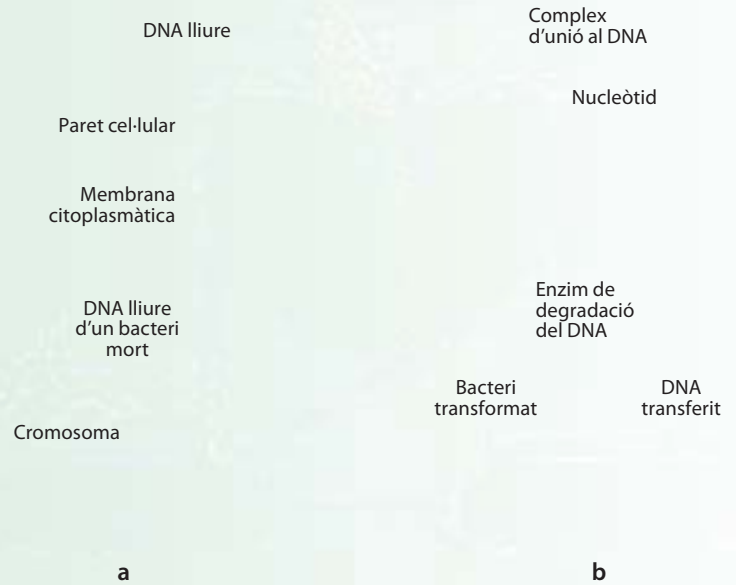 DNA lliure
Complex
d’unió al DNA
Nucleòtid
Paret cel·lular
Membrana
citoplasmàtica
DNA lliure
d’un bacteri
mort
Enzim de
degradació
del DNA
Bacteri
transformat
DNA
transferit
Cromosoma
a
b